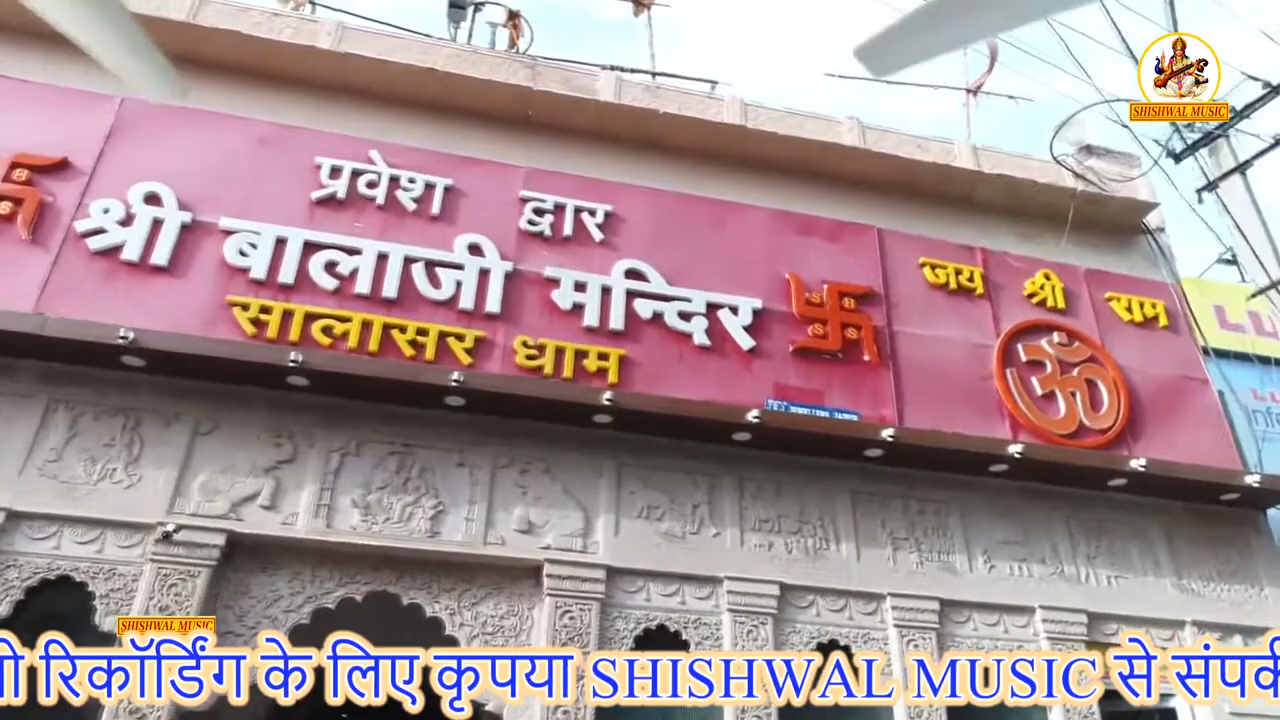 SHISHWAL MUSIC
प्रवेश द्वार
श्री बालाजी मन्दिर
सालासर धाम
जय श्री राम
ॐ
SHISHWAL MUSIC
रिकॉर्डिंग के लिए कृपया SHISHWAL MUSIC से